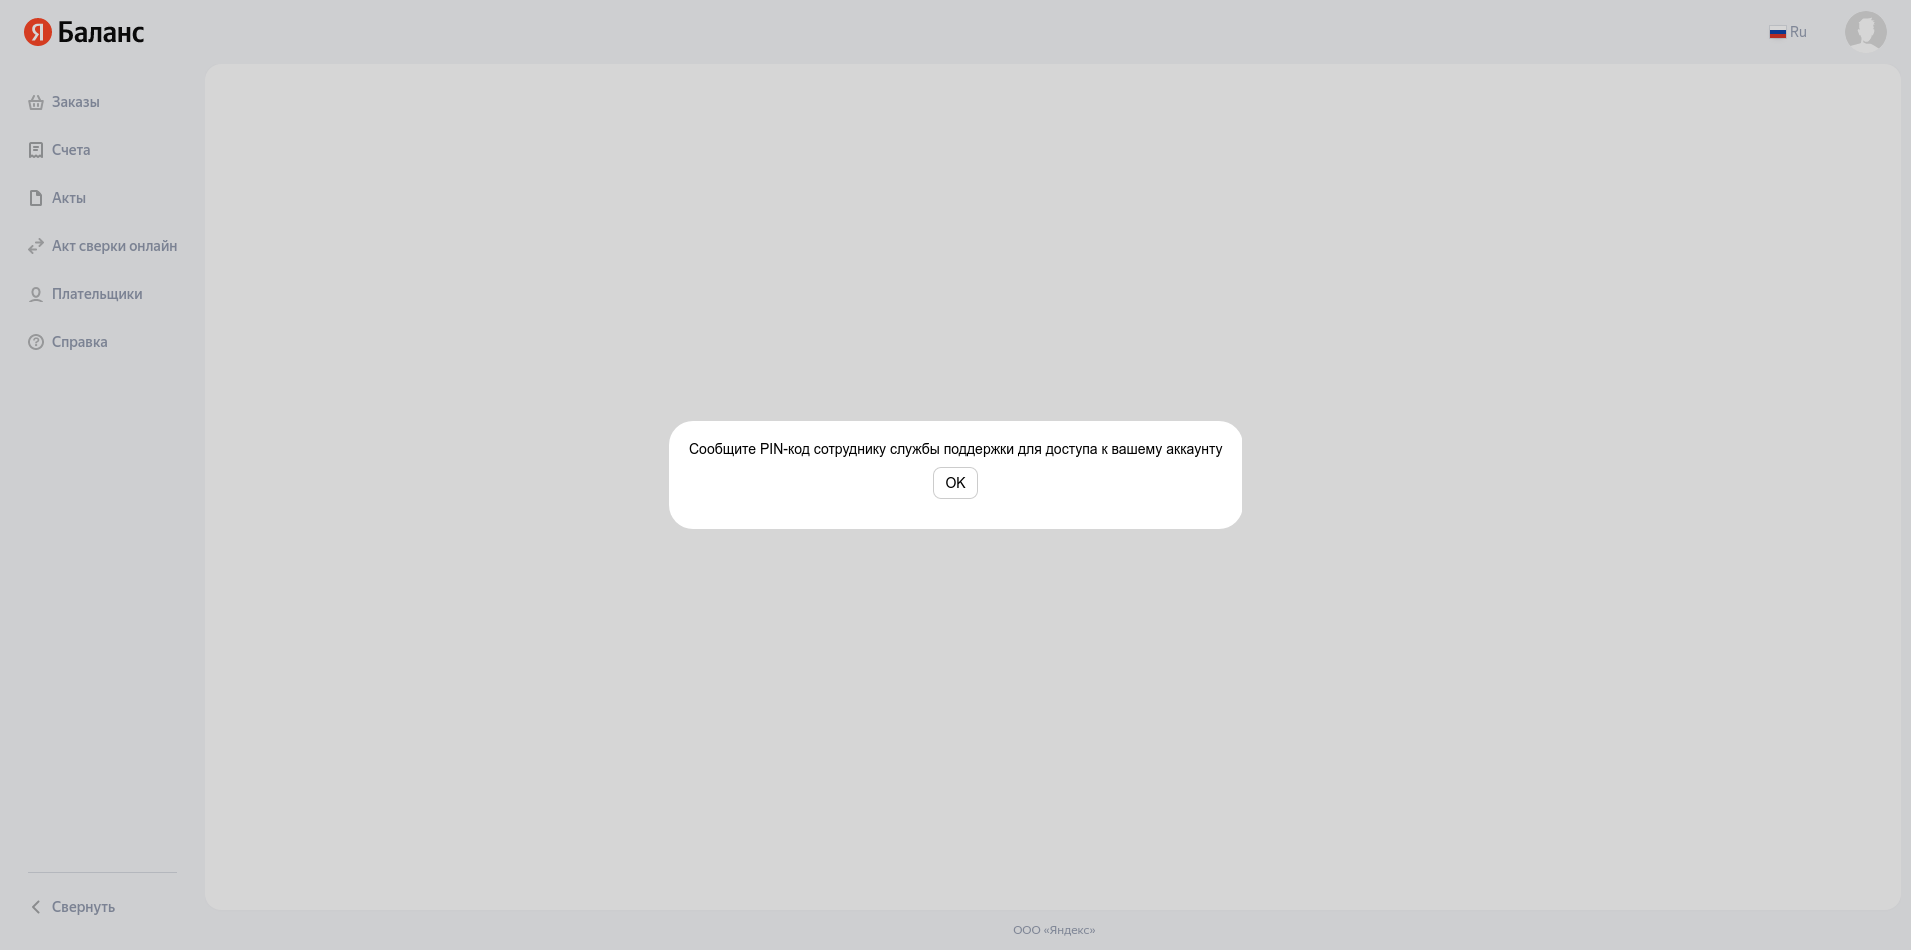 Я Баланс
Ru
Заказы
Счета
Акты
Акт сверки онлайн
Плательщики
Справка
Сообщите PIN-код сотруднику службы поддержки для доступа к вашему аккаунту
OK
Свернуть
ООО «Яндекс»